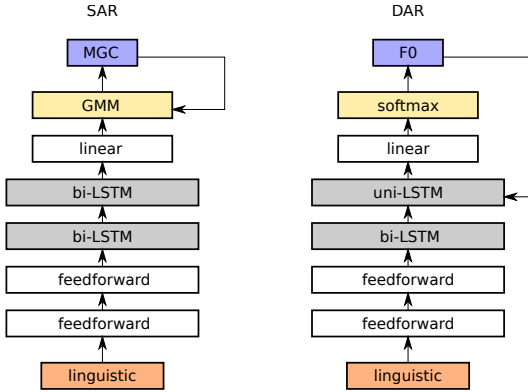 SAR
MGC
GMM
linear
bi-LSTM
bi-LSTM
feedforward
feedforward
linguistic
DAR
F0
softmax
linear
uni-LSTM
bi-LSTM
feedforward
feedforward
linguistic